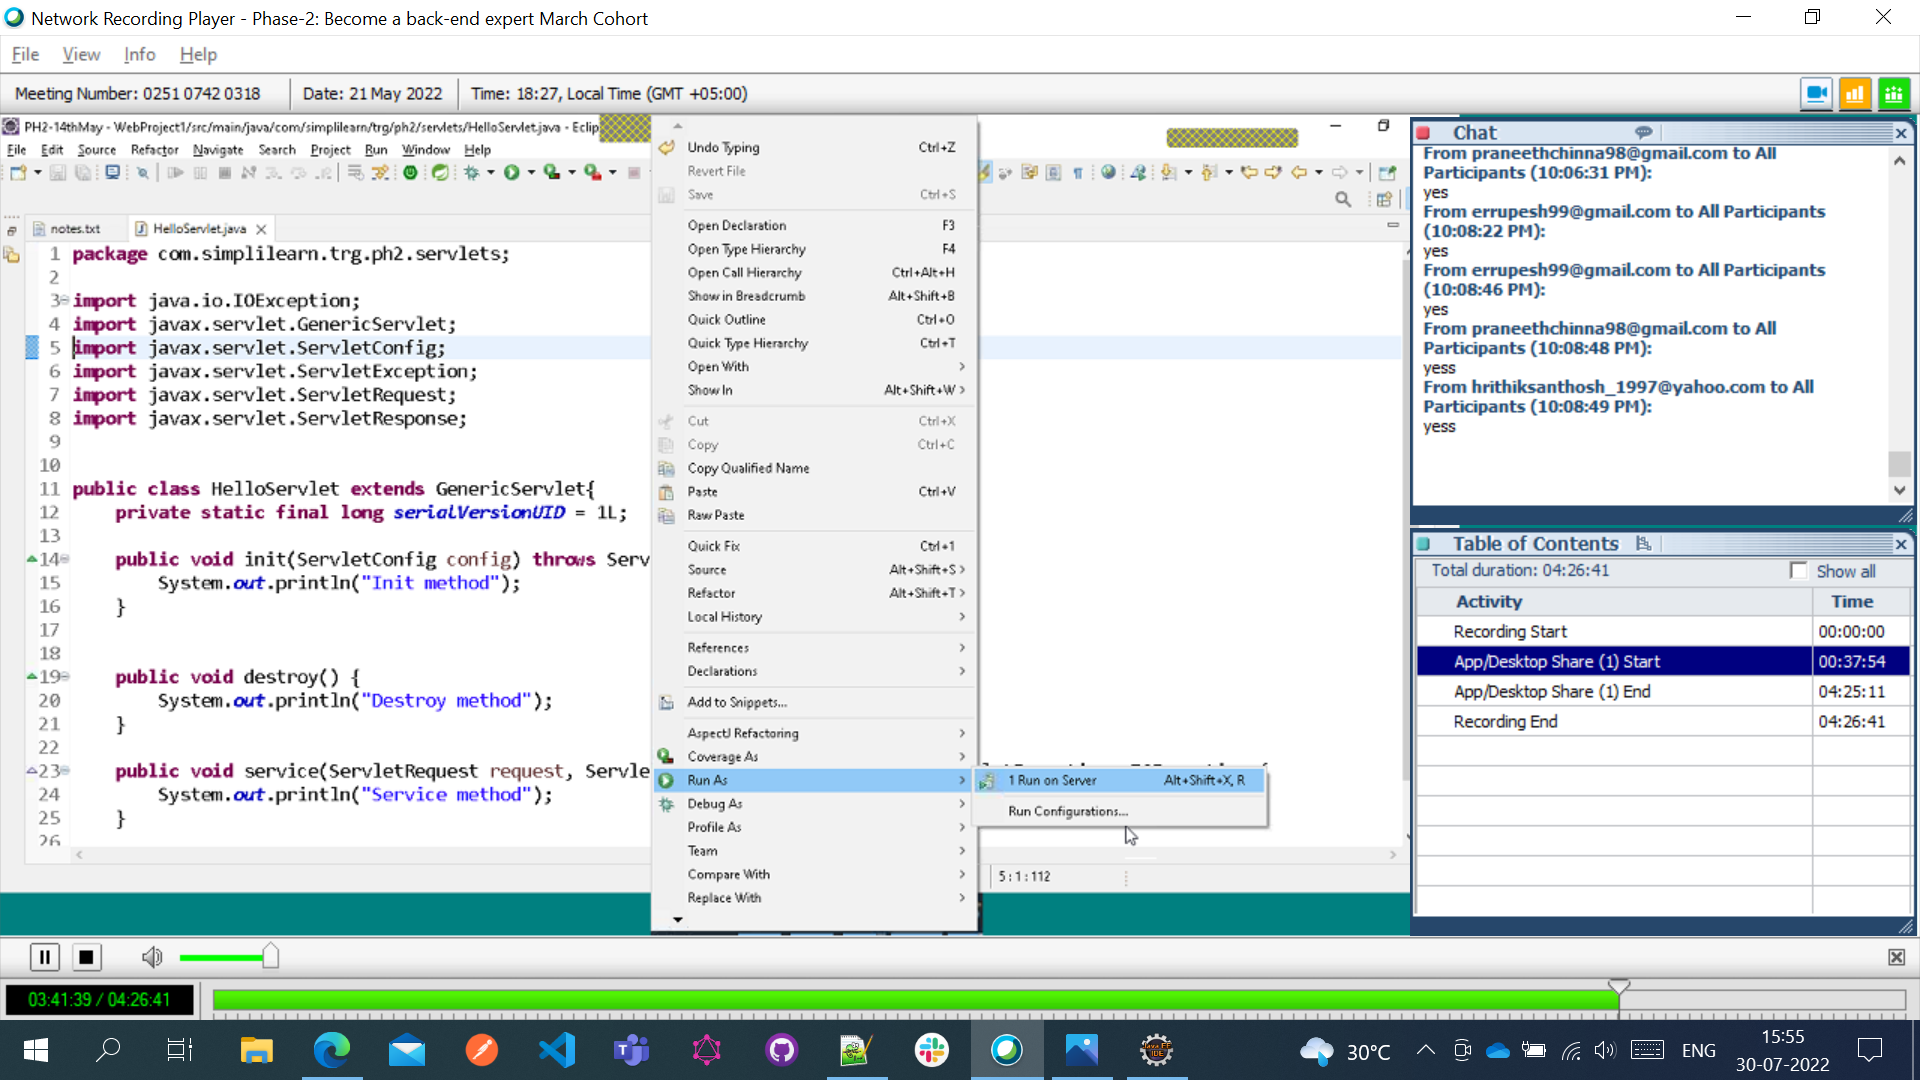 Network Recording Player - Phase-2: Become a back-end expert March Cohort
File View Info Help
Meeting Number: 0251 0742 0318 Date: 21 May 2022 Time: 18:27, Local Time (GMT +05:00)
PH2-14thMay - WebProject1/src/main/java/com/simplilearn/trg/ph2/servlets/HelloServlet.java - Eclip
File Edit Source Refactor Navigate Search Project Run Window Help
notes.txt HelloServlet.java
1 package com.simplilearn.trg.ph2.servlets;
2
3 import java.io.IOException;
4 import javax.servlet.GenericServlet;
5 import javax.servlet.ServletConfig;
6 import javax.servlet.ServletException;
7 import javax.servlet.ServletRequest;
8 import javax.servlet.ServletResponse;
9
10
11 public class HelloServlet extends GenericServlet{
12 private static final long serialVersionUID = 1L;
13
14 public void init(ServletConfig config) throws Serv
15 System.out.println("Init method");
16 }
17
18
19 public void destroy() {
20 System.out.println("Destroy method");
21 }
22
23 public void service(ServletRequest request, Servle
24 System.out.println("Service method");
25 }
26
5:1:112
Undo Typing Ctrl+Z
Revert File
Save Ctrl+S
Open Declaration F3
Open Type Hierarchy F4
Open Call Hierarchy Ctrl+Alt+H
Show in Breadcrumb Alt+Shift+B
Quick Outline Ctrl+O
Quick Type Hierarchy Ctrl+T
Open With
Show In Alt+Shift+W
Cut Ctrl+X
Copy Ctrl+C
Copy Qualified Name
Paste Ctrl+V
Raw Paste
Quick Fix Ctrl+1
Source Alt+Shift+S
Refactor Alt+Shift+T
Local History
References
Declarations
Add to Snippets...
AspectJ Refactoring
Coverage As
Run As
Debug As
Profile As
Team
Compare With
Replace With
1 Run on Server Alt+Shift+X, R
Run Configurations...
Chat
From praneethchinna98@gmail.com to All
Participants (10:06:31 PM):
yes
From errupesh99@gmail.com to All Participants
(10:08:22 PM):
yes
From errupesh99@gmail.com to All Participants
(10:08:46 PM):
yes
From praneethchinna98@gmail.com to All
Participants (10:08:48 PM):
yess
From hrithiksanthosh_1997@yahoo.com to All
Participants (10:08:49 PM):
yess
Table of Contents
Total duration: 04:26:41 Show all
Activity Time
Recording Start 00:00:00
App/Desktop Share (1) Start 00:37:54
App/Desktop Share (1) End 04:25:11
Recording End 04:26:41
03:41:39 / 04:26:41
30°C ENG 15:55
30-07-2022